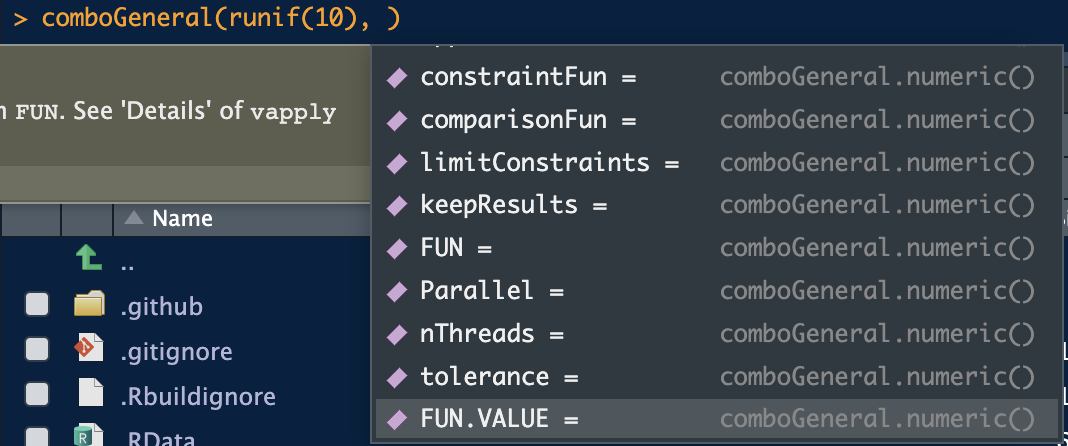 > comboGeneral(runif(10), )
constraintFun = comboGeneral.numeric()
n FUN. See 'Details' of vapply
comparisonFun = comboGeneral.numeric()
limitConstraints = comboGeneral.numeric()
keepResults = comboGeneral.numeric()
Name
FUN = comboGeneral.numeric()
..
Parallel = comboGeneral.numeric()
.github
nThreads = comboGeneral.numeric()
.gitignore
tolerance = comboGeneral.numeric()
.Rbuildignore
FUN.VALUE = comboGeneral.numeric()
.RData